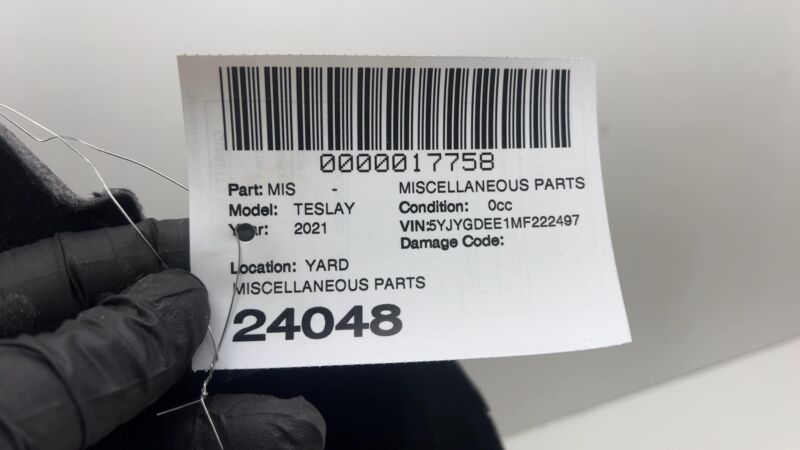 0000017758
Part: MIS - MISCELLANEOUS PARTS
Model: TESLAY Condition: 0cc
Year: 2021 VIN:5YJYGDEE1MF222497
Damage Code:
Location: YARD
MISCELLANEOUS PARTS
24048